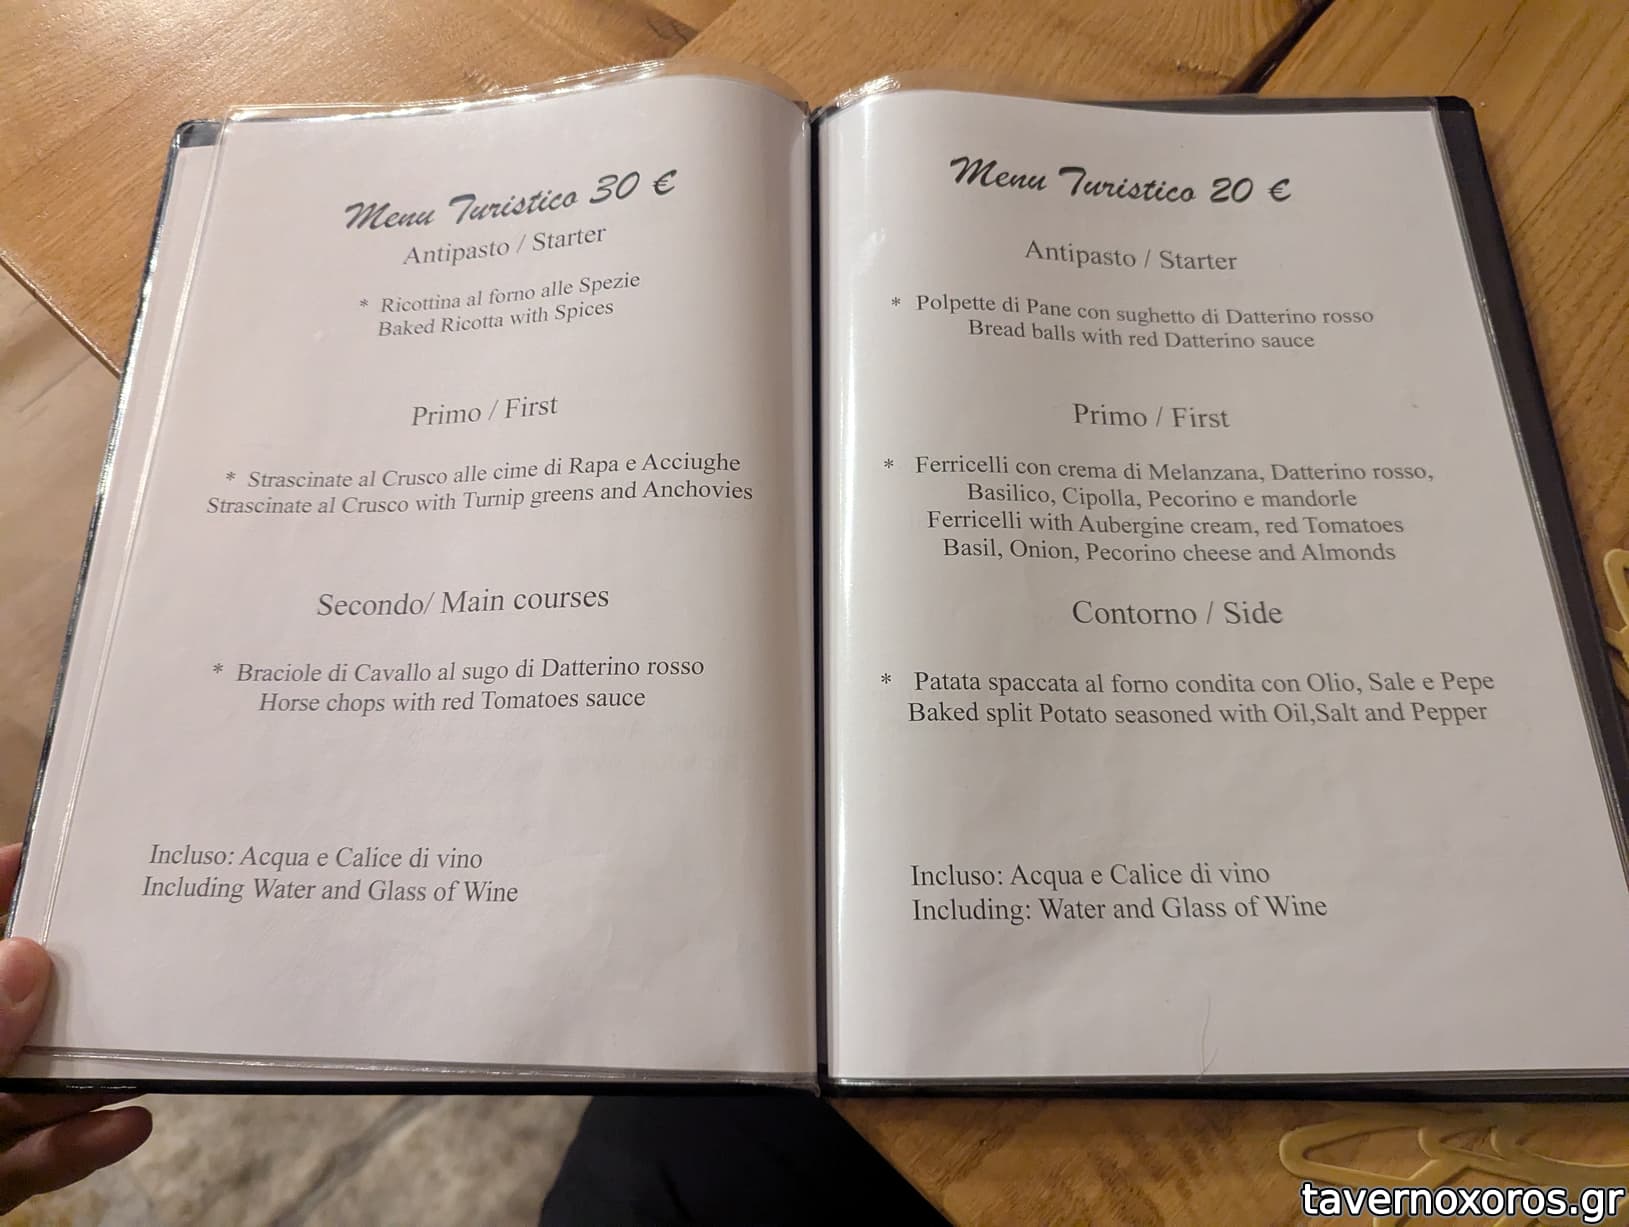 Menu Turistico 30 €
Antipasto / Starter
* Ricottina al forno alle Spezie
Baked Ricotta with Spices
Primo / First
* Strascinate al Crusco alle cime di Rapa e Acciughe
Strascinate al Crusco with Turnip greens and Anchovies
Secondo/ Main courses
* Braciole di Cavallo al sugo di Datterino rosso
Horse chops with red Tomatoes sauce
Incluso: Acqua e Calice di vino
Including Water and Glass of Wine
Menu Turistico 20 €
Antipasto / Starter
* Polpette di Pane con sughetto di Datterino rosso
Bread balls with red Datterino sauce
Primo / First
* Ferricelli con crema di Melanzana, Datterino rosso,
Basilico, Cipolla, Pecorino e mandorle
Ferricelli with Aubergine cream, red Tomatoes
Basil, Onion, Pecorino cheese and Almonds
Contorno / Side
* Patata spaccata al forno condita con Olio, Sale e Pepe
Baked split Potato seasoned with Oil,Salt and Pepper
Incluso: Acqua e Calice di vino
Including: Water and Glass of Wine
tavernoxoros.gr